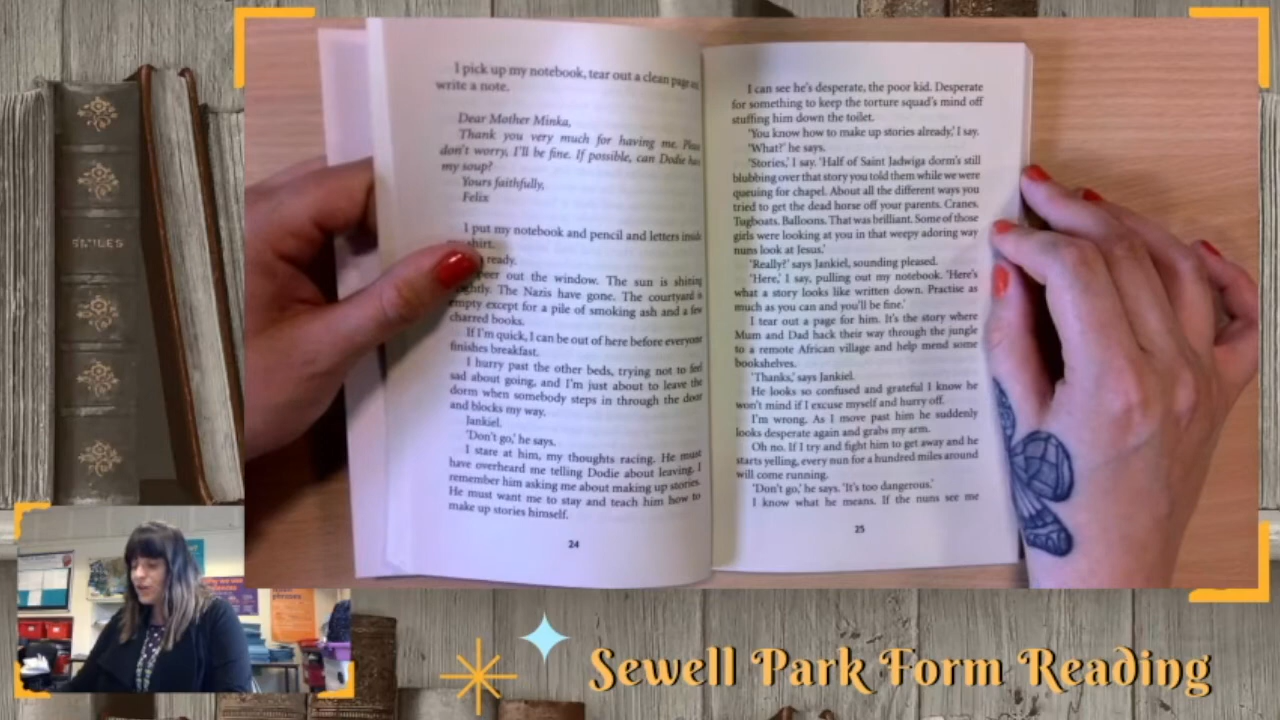 I pick up my notebook, tear out a clean page and
write a note.
Dear Mother Minka,
Thank you very much for having me. Please
don't worry, I'll be fine. If possible, can Dodie have
my soup?
Yours faithfully,
Felix
I put my notebook and pencil and letters inside
shirt.
ready.
peer out the window. The sun is shining
The Nazis have gone. The courtyard is
empty except for a pile of smoking ash and a few
charred books.
If I'm quick, I can be out of here before everyone
finishes breakfast.
I hurry past the other beds, trying not to feel
sad about going, and I'm just about to leave the
dorm when somebody steps in through the door
and blocks my way.
Jankiel.
'Don't go,' he says.
I stare at him, my thoughts racing. He must
have overheard me telling Dodie about leaving. I
remember him asking me about making up stories.
He must want me to stay and teach him how to
make up stories himself.
24
I can see he's desperate, the poor kid. Desperate
for something to keep the torture squad's mind off
stuffing him down the toilet.
'You know how to make up stories already,' I say.
'What?' he says.
'Stories,' I say. 'Half of Saint Jadwiga dorm's still
blubbing over that story you told them while we were
queuing for chapel. About all the different ways you
tried to get the dead horse off your parents. Cranes.
Tugboats. Balloons. That was brilliant. Some of those
girls were looking at you in that weepy adoring way
nuns look at Jesus.'
'Really?' says Jankiel, sounding pleased.
'Here,' I say, pulling out my notebook. 'Here's
what a story looks like written down. Practise as
much as you can and you'll be fine.'
I tear out a page for him. It's the story where
Mum and Dad hack their way through the jungle
to a remote African village and help mend some
bookshelves.
'Thanks,' says Jankiel.
He looks so confused and grateful I know he
won't mind if I excuse myself and hurry off.
I'm wrong. As I move past him he suddenly
looks desperate again and grabs my arm.
Oh no. If I try and fight him to get away and he
starts yelling, every nun for a hundred miles around
will come running.
'Don't go,' he says. 'It's too dangerous.'
I know what he means. If the nuns see me
25
SMILES
Sewell Park Form Reading